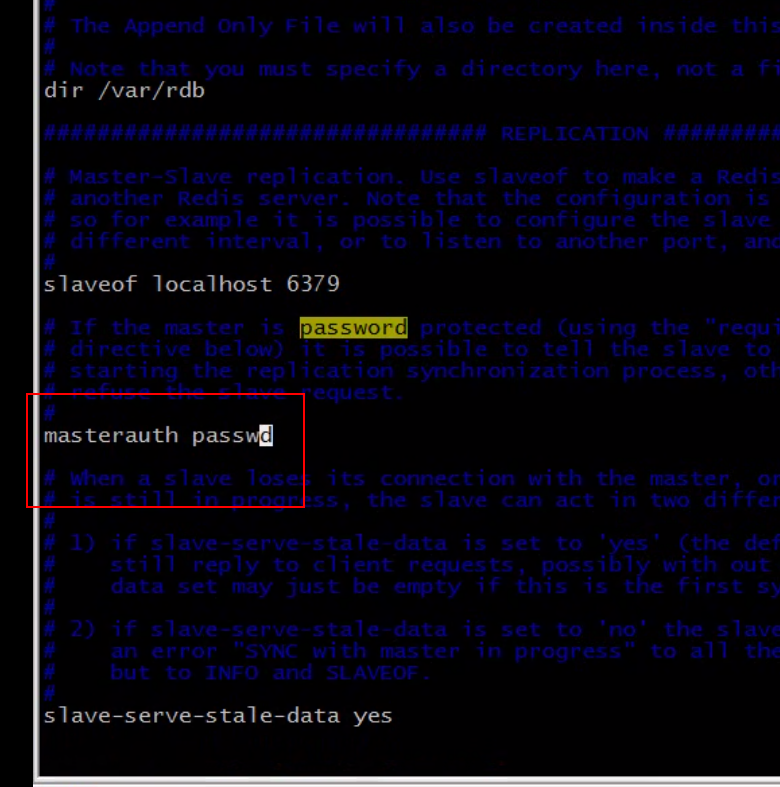 #
# The Append Only File will also be created inside this
#
# Note that you must specify a directory here, not a fi
dir /var/rdb
################################# REPLICATION #########
# Master-Slave replication. Use slaveof to make a Redis
# another Redis server. Note that the configuration is
# so for example it is possible to configure the slave
# different interval, or to listen to another port, and
#
slaveof localhost 6379
# If the master is password protected (using the "requi
# directive below) it is possible to tell the slave to
# starting the replication synchronization process, oth
# refuse the slave request.
#
masterauth passwd
# When a slave loses its connection with the master, or
# is still in progress, the slave can act in two differ
#
# 1) if slave-serve-stale-data is set to 'yes' (the def
#    still reply to client requests, possibly with out
#    data set may just be empty if this is the first sy
#
# 2) if slave-serve-stale-data is set to 'no' the slave
#    an error "SYNC with master in progress" to all the
#    but to INFO and SLAVEOF.
#
slave-serve-stale-data yes